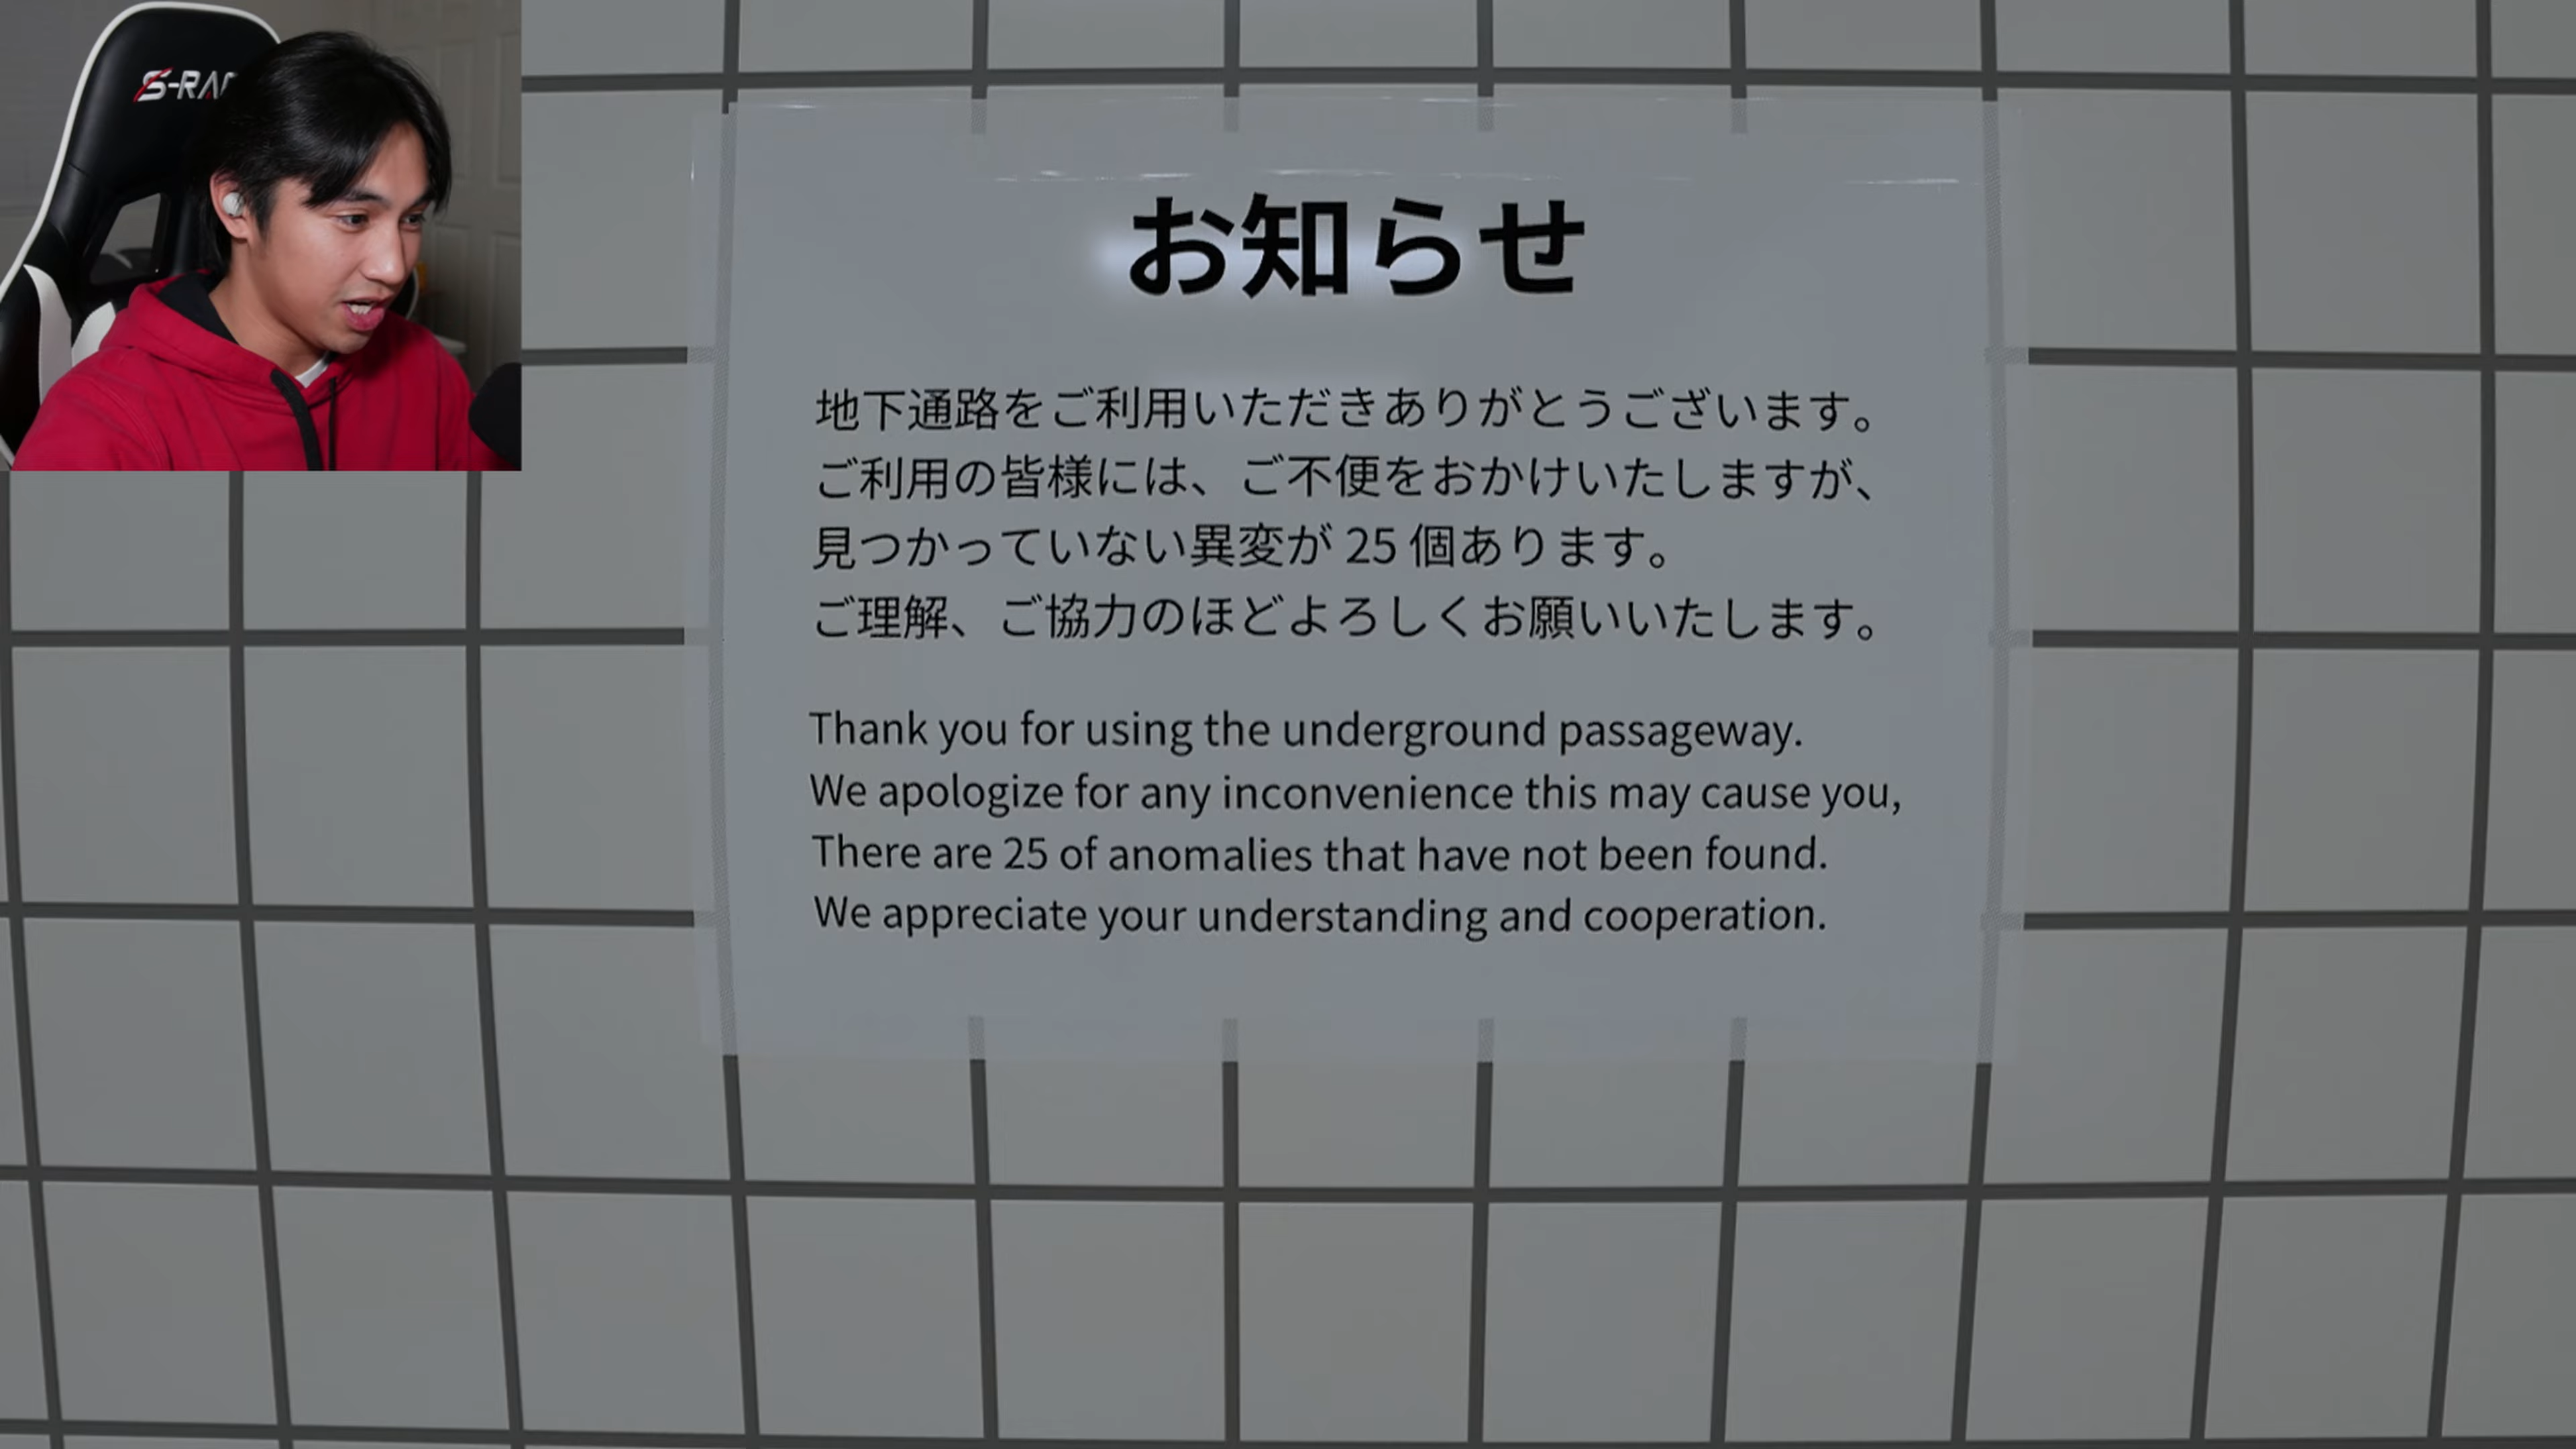 お知らせ
地下通路をご利用いただきありがとうございます。
ご利用の皆様には、ご不便をおかけいたしますが、
見つかっていない異変が 25 個あります。
ご理解、ご協力のほどよろしくお願いいたします。
Thank you for using the underground passageway.
We apologize for any inconvenience this may cause you,
There are 25 of anomalies that have not been found.
We appreciate your understanding and cooperation.